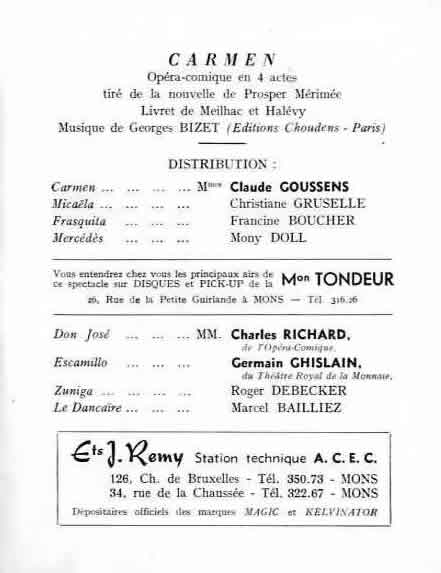 CARMEN
Opéra-comique en 4 actes
tiré de la nouvelle de Prosper Mérimée
Livret de Meilhac et Halévy
Musique de Georges BIZET (Editions Choudens - Paris)
DISTRIBUTION :
Carmen ... ... ... ... Mmes Claude GOUSSENS
Micaëla ... ... ... ... Christiane GRUSELLE
Frasquita ... ... ... Francine BOUCHER
Mercédès ... ... ... Mony DOLL
Vous entendrez chez vous les principaux airs de
ce spectacle sur DISQUES et PICK-UP de la Mon TONDEUR
26, Rue de la Petite Guirlande à MONS — Tél. 316.26
Don José ... ... ... MM. Charles RICHARD,
de l'Opéra-Comique,
Escamillo ... ... ... Germain GHISLAIN,
du Théâtre Royal de la Monnaie,
Zuniga ... ... ... ... Roger DEBECKER
Le Dancaïre ... ... ... Marcel BAILLIEZ
Ets J. Remy Station technique A. C. E. C.
126, Ch. de Bruxelles - Tél. 350.73 - MONS
34, rue de la Chaussée - Tél. 322.67 - MONS
Dépositaires officiels des marques MAGIC et KELVINATOR